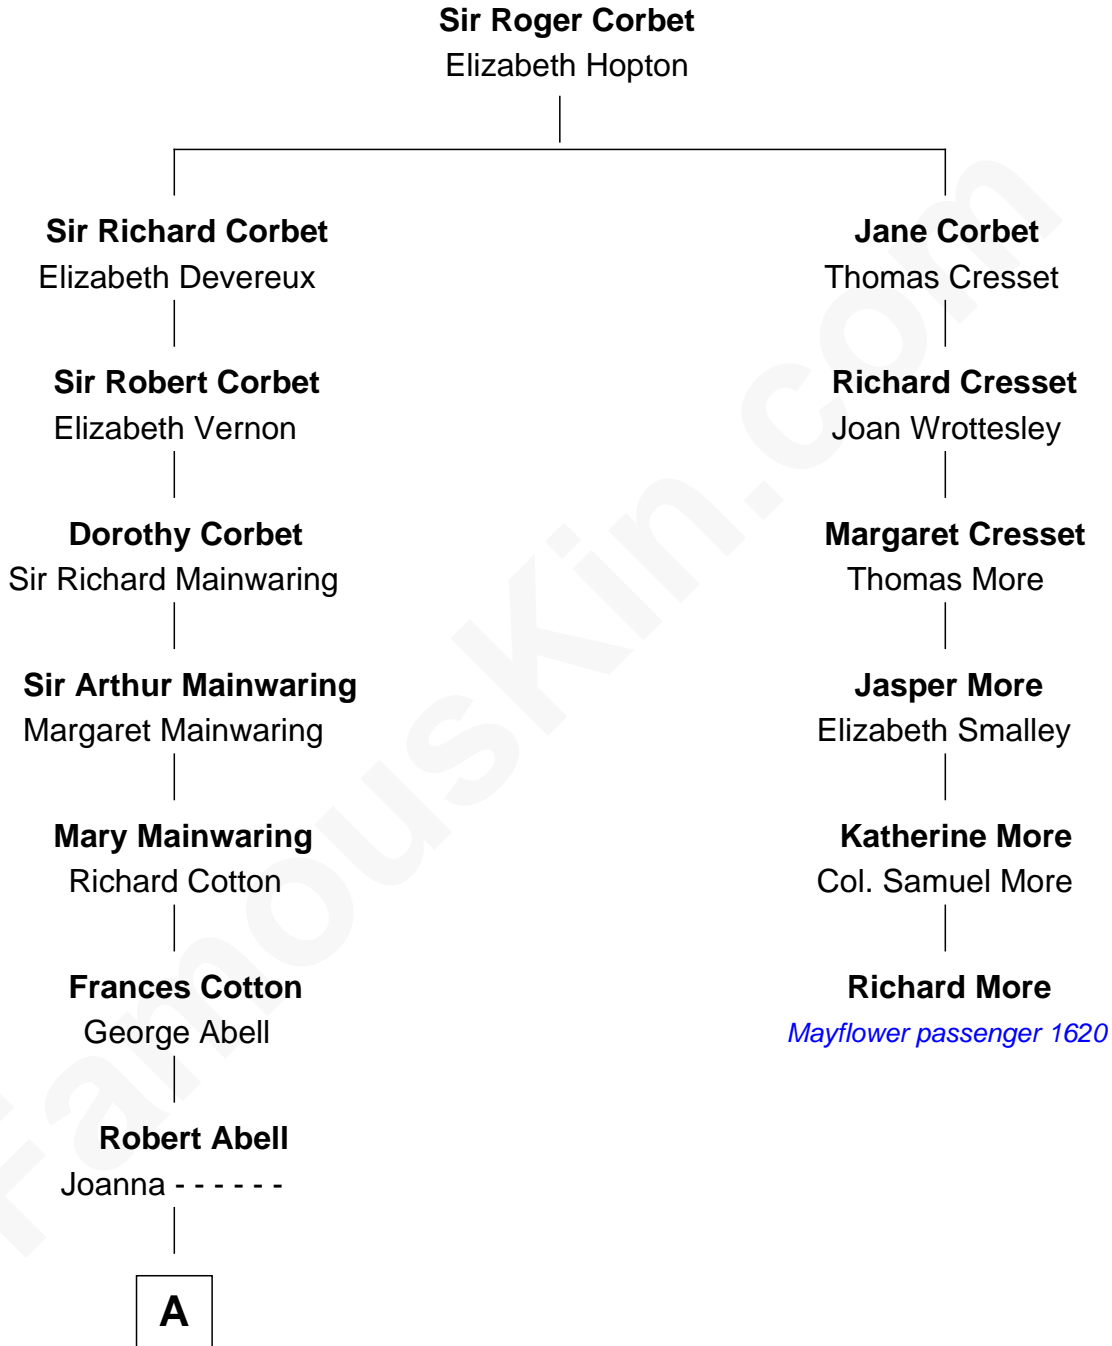 Sir Roger Corbet
Elizabeth Hopton
Sir Richard Corbet
Elizabeth Devereux
Sir Robert Corbet
Elizabeth Vernon
Dorothy Corbet
Sir Richard Mainwaring
Sir Arthur Mainwaring
Margaret Mainwaring
Mary Mainwaring
Richard Cotton
Frances Cotton
George Abell
Robert Abell
Joanna - - - - - -
A
Jane Corbet
Thomas Cresset
Richard Cresset
Joan Wrottesley
Margaret Cresset
Thomas More
Jasper More
Elizabeth Smalley
Katherine More
Col. Samuel More
Richard More
Mayflower passenger 1620
FamousKin.com